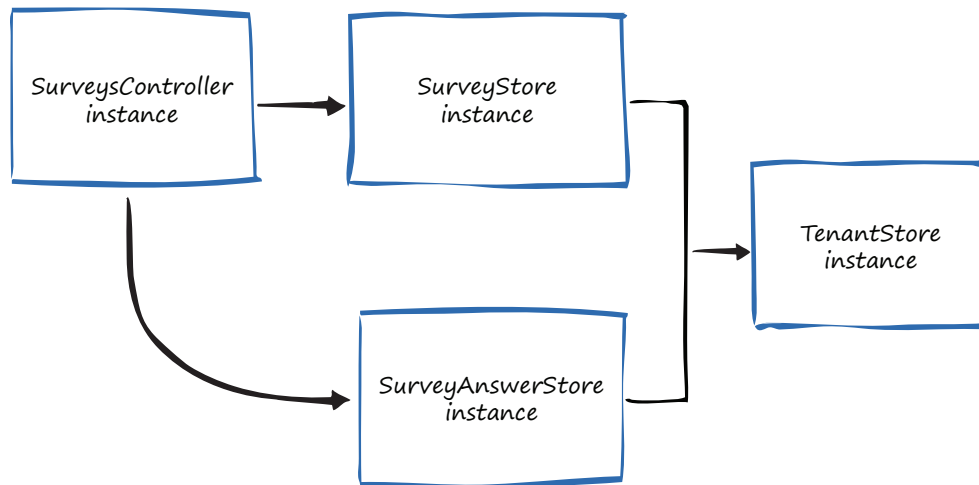 SurveysController
instance
SurveyStore
instance
TenantStore
instance
SurveyAnswerStore
instance